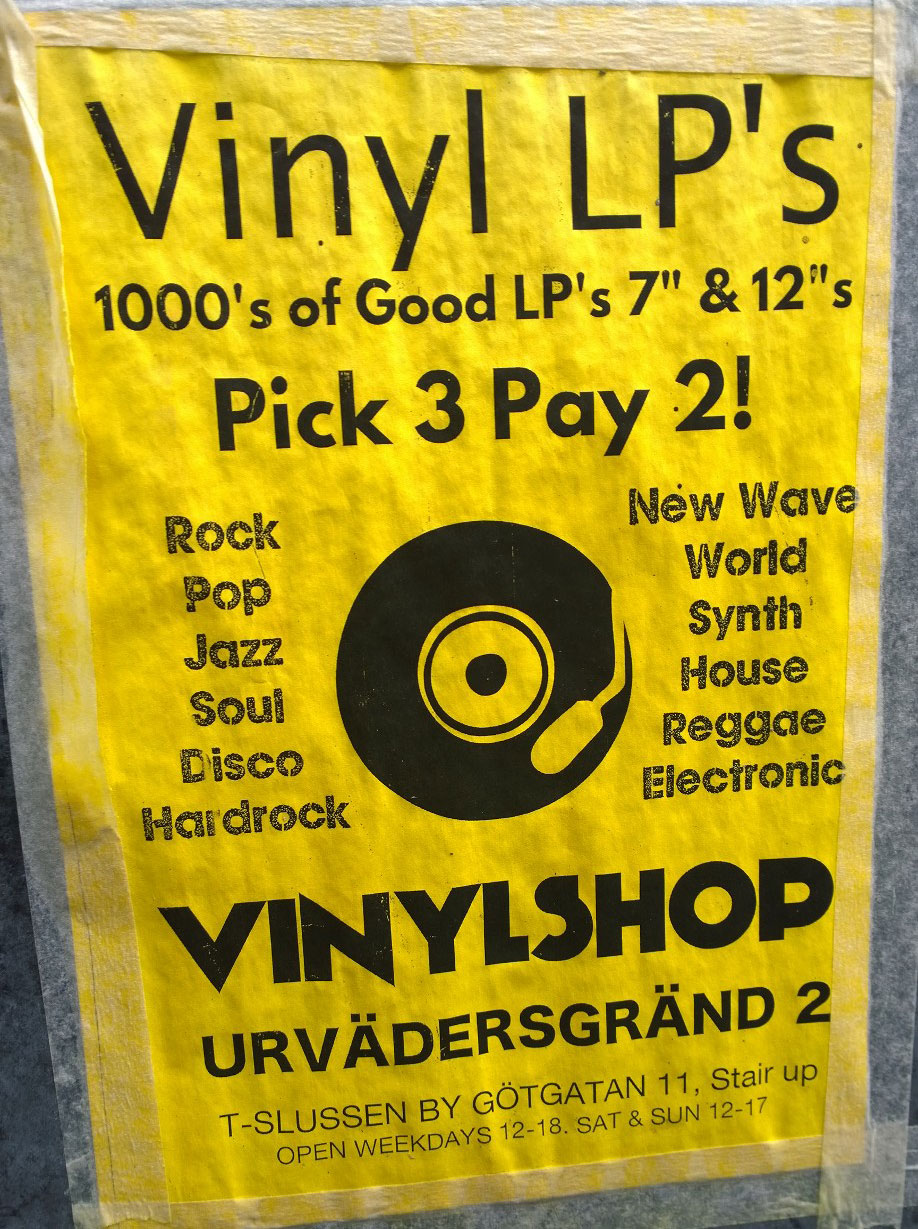 Vinyl LP's
1000's of Good LP's 7" & 12"s
Pick 3 Pay 2!
Rock
Pop
Jazz
Soul
Disco
Hardrock
New Wave
World
Synth
House
Reggae
Electronic
VINYLSHOP
URVÄDERSGRÄND 2
T-SLUSSEN BY GÖTGATAN 11, Stair up
OPEN WEEKDAYS 12-18. SAT & SUN 12-17